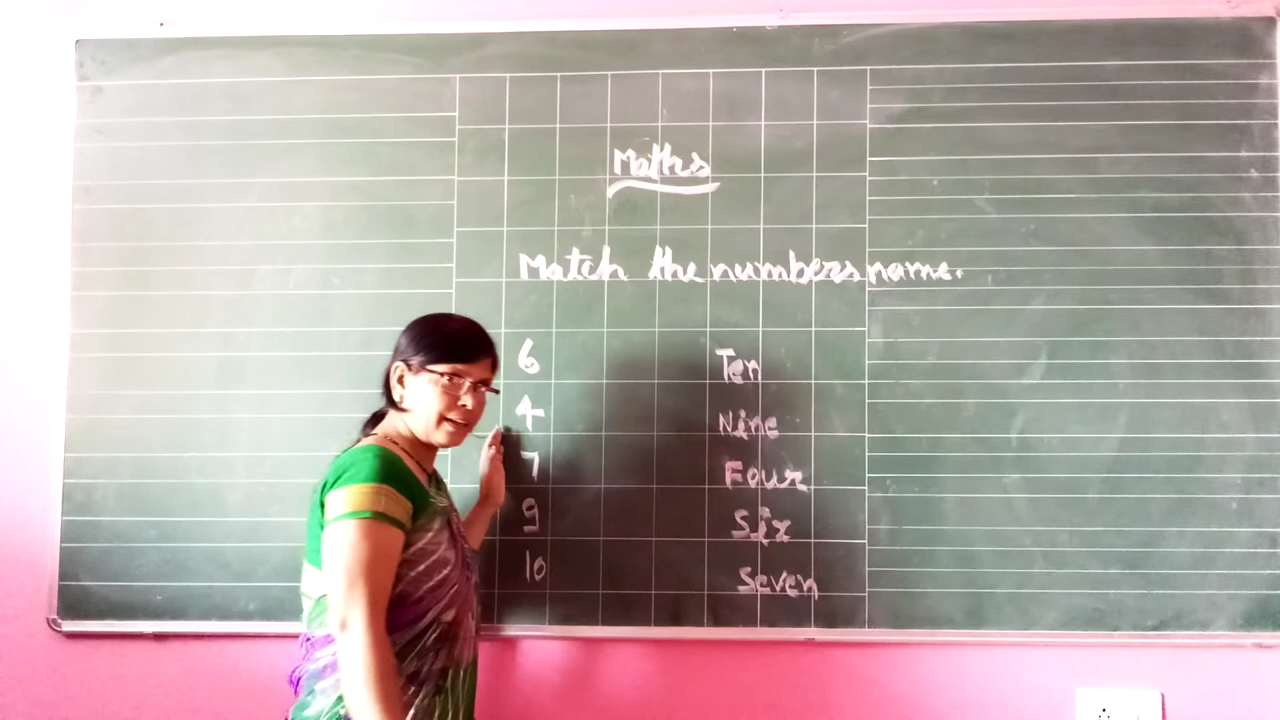 Maths
Match the numbers name.
6 Ten
4 Nine
7 Four
9 Six
10 Seven